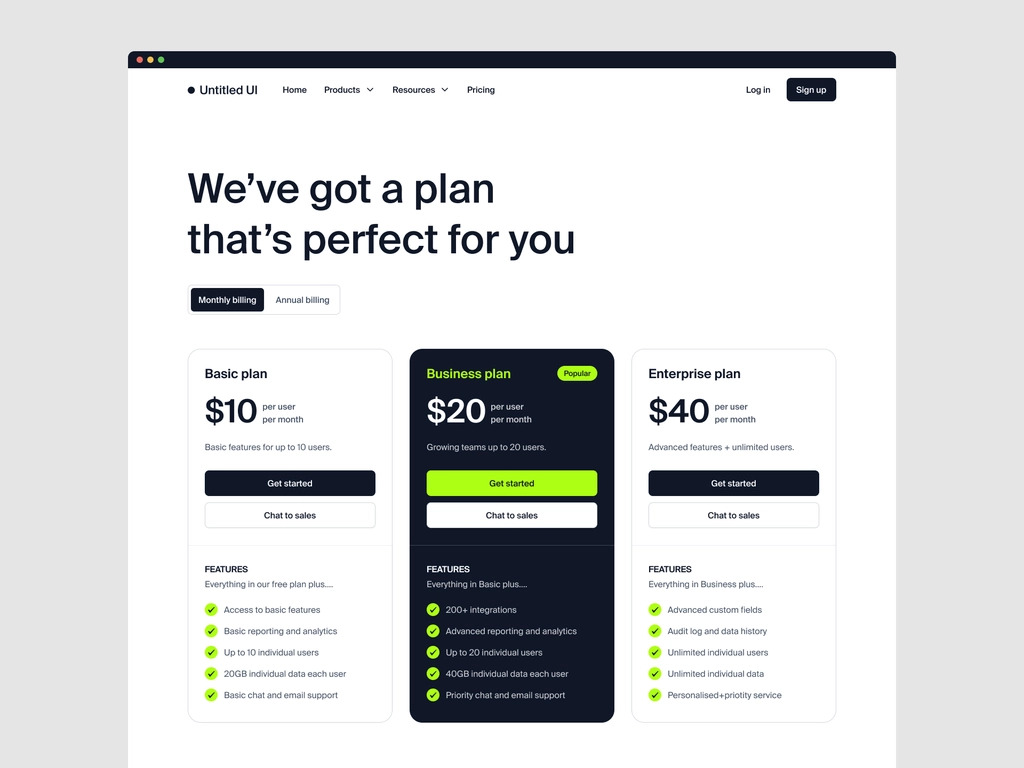 Untitled UI
Home
Products
Resources
Pricing
Log in
Sign up
We’ve got a plan
that’s perfect for you
Monthly billing
Annual billing
Basic plan
$10
per user
per month
Basic features for up to 10 users.
Get started
Chat to sales
FEATURES
Everything in our free plan plus....
Access to basic features
Basic reporting and analytics
Up to 10 individual users
20GB individual data each user
Basic chat and email support
Business plan
Popular
$20
per user
per month
Growing teams up to 20 users.
Get started
Chat to sales
FEATURES
Everything in Basic plus....
200+ integrations
Advanced reporting and analytics
Up to 20 individual users
40GB individual data each user
Priority chat and email support
Enterprise plan
$40
per user
per month
Advanced features + unlimited users.
Get started
Chat to sales
FEATURES
Everything in Business plus....
Advanced custom fields
Audit log and data history
Unlimited individual users
Unlimited individual data
Personalised+priotity service